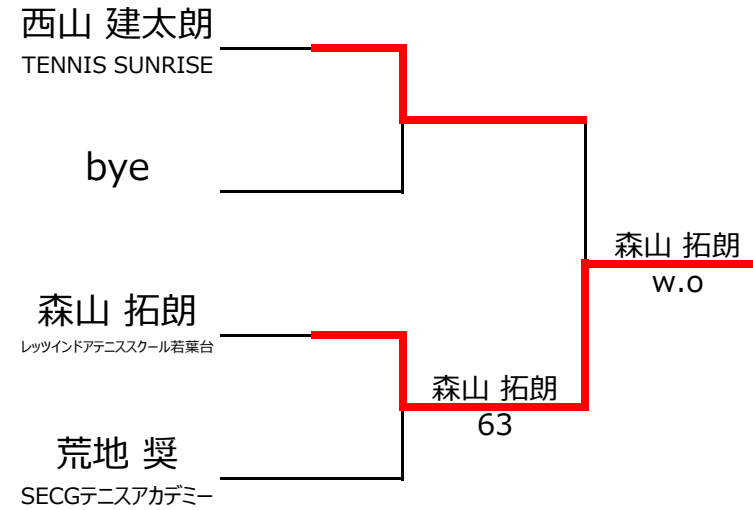 西山 建太朗
TENNIS SUNRISE
bye
森山 拓朗
w.o
森山 拓朗
レッツインドアテニススクール若葉台
森山 拓朗
63
荒地 奨
SECGテニスアカデミー